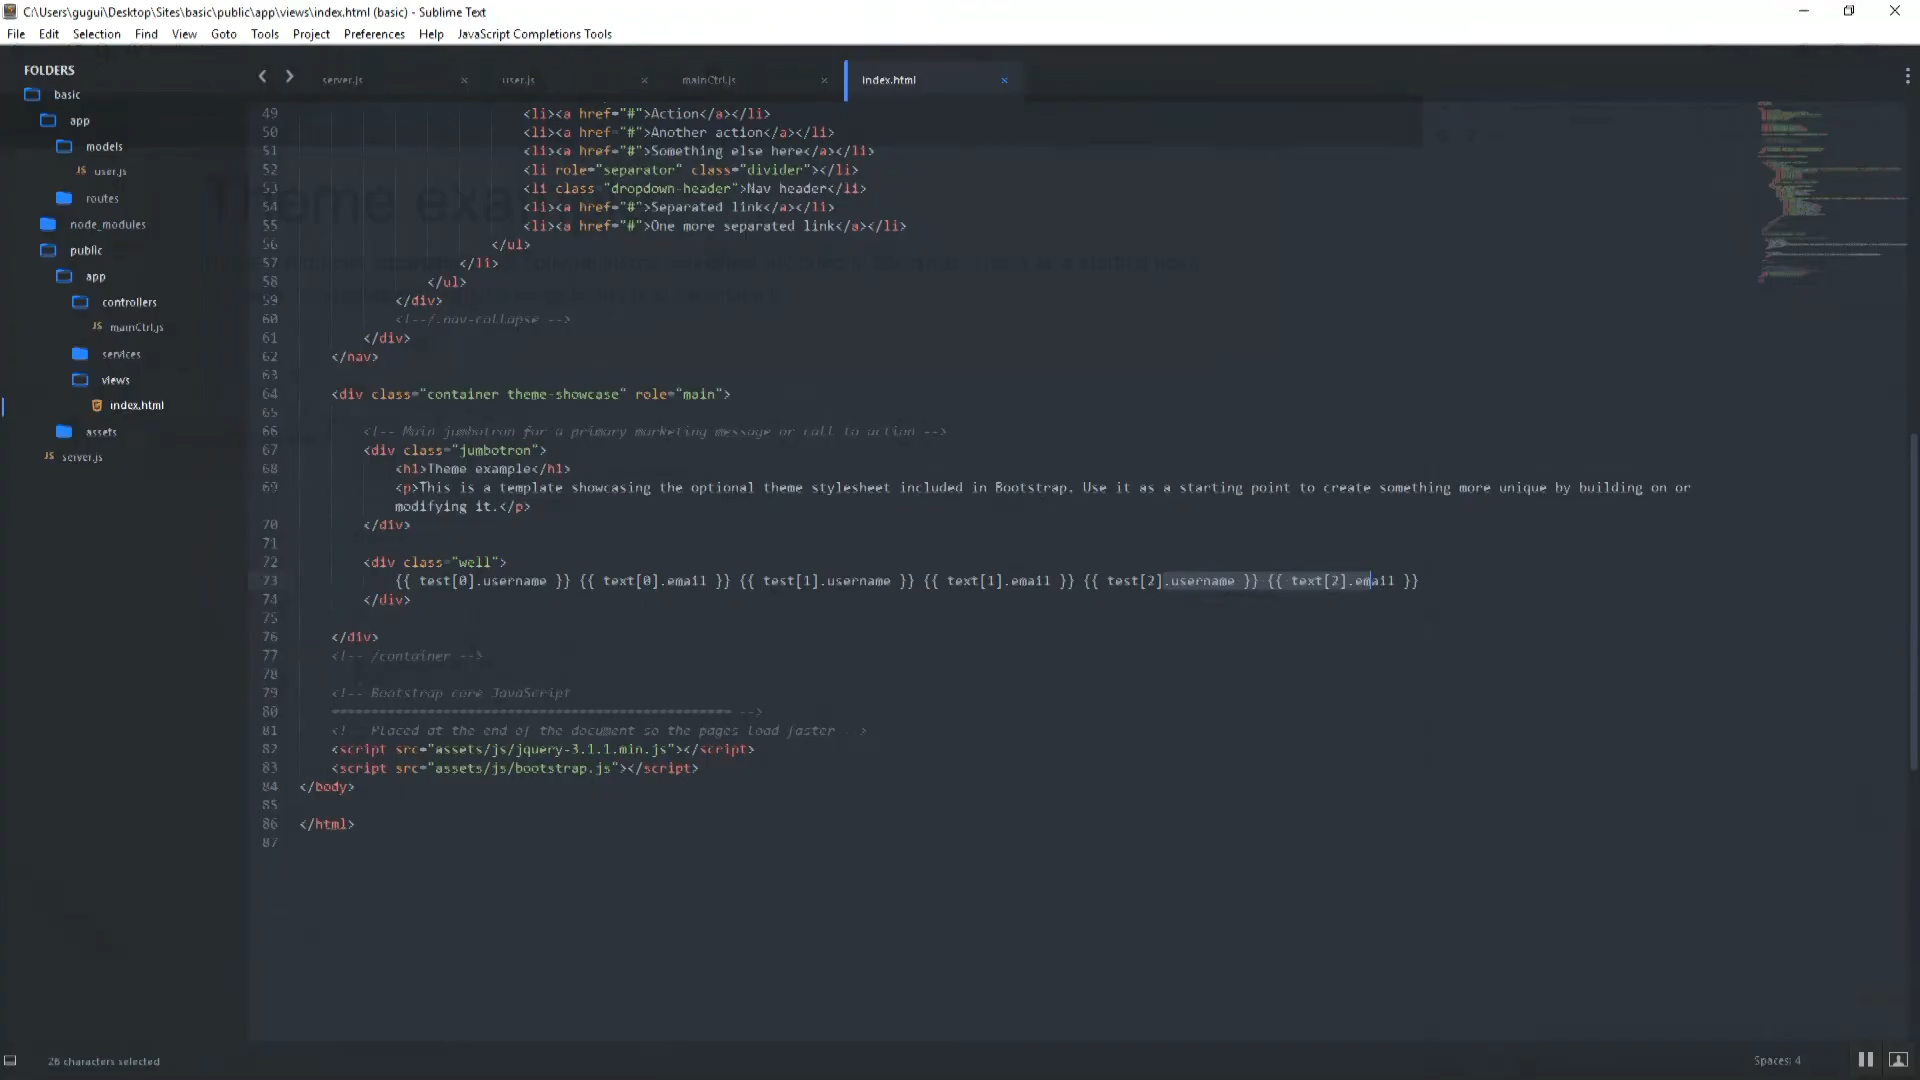 C:\Users\gugui\Desktop\Sites\basic\public\app\views\index.html (basic) - Sublime Text
File Edit Selection Find View Goto Tools Project Preferences Help JavaScript Completions Tools
FOLDERS
basic
app
models
JS user.js
routes
node_modules
public
app
controllers
JS mainCtrl.js
services
views
index.html
assets
JS server.js
server.js × user.js × mainCtrl.js × index.html ×
49 <li><a href="#">Action</a></li>
50 <li><a href="#">Another action</a></li>
51 <li><a href="#">Something else here</a></li>
52 <li role="separator" class="divider"></li>
53 <li class="dropdown-header">Nav header</li>
54 <li><a href="#">Separated link</a></li>
55 <li><a href="#">One more separated link</a></li>
56 </ul>
57 </li>
58 </ul>
59 </div>
60 <!--/.nav-collapse -->
61 </div>
62 </nav>
63
64 <div class="container theme-showcase" role="main">
65
66 <!-- Main jumbotron for a primary marketing message or call to action -->
67 <div class="jumbotron">
68 <h1>Theme example</h1>
69 <p>This is a template showcasing the optional theme stylesheet included in Bootstrap. Use it as a starting point to create something more unique by building on or
modifying it.</p>
70 </div>
71
72 <div class="well">
73 {{ test[0].username }} {{ text[0].email }} {{ test[1].username }} {{ text[1].email }} {{ test[2].username }} {{ text[2].email }}
74 </div>
75
76 </div>
77 <!-- /container -->
78
79 <!-- Bootstrap core JavaScript
80 ================================================== -->
81 <!-- Placed at the end of the document so the pages load faster -->
82 <script src="assets/js/jquery-3.1.1.min.js"></script>
83 <script src="assets/js/bootstrap.js"></script>
84 </body>
85
86 </html>
87
Theme exa
26 characters selected
Spaces: 4